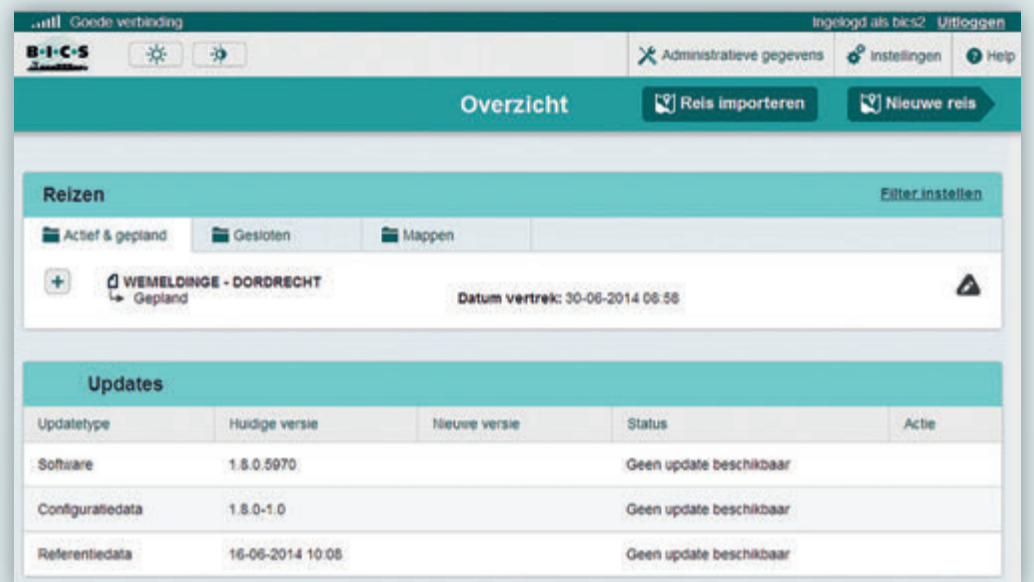 Goede verbinding Ingelogd als bics2 Uitloggen
B·I·C·S Administratieve gegevens Instellingen Help
Overzicht Reis importeren Nieuwe reis
Reizen Filter instellen
Actief & gepland Gesloten Mappen
WEMELDINGE - DORDRECHT
Gepland Datum vertrek: 30-06-2014 08:58
Updates
Updatetype Huidige versie Nieuwe versie Status Actie
Software 1.8.0.5970 Geen update beschikbaar
Configuratiedata 1.8.0-1.0 Geen update beschikbaar
Referentiedata 16-06-2014 10:08 Geen update beschikbaar